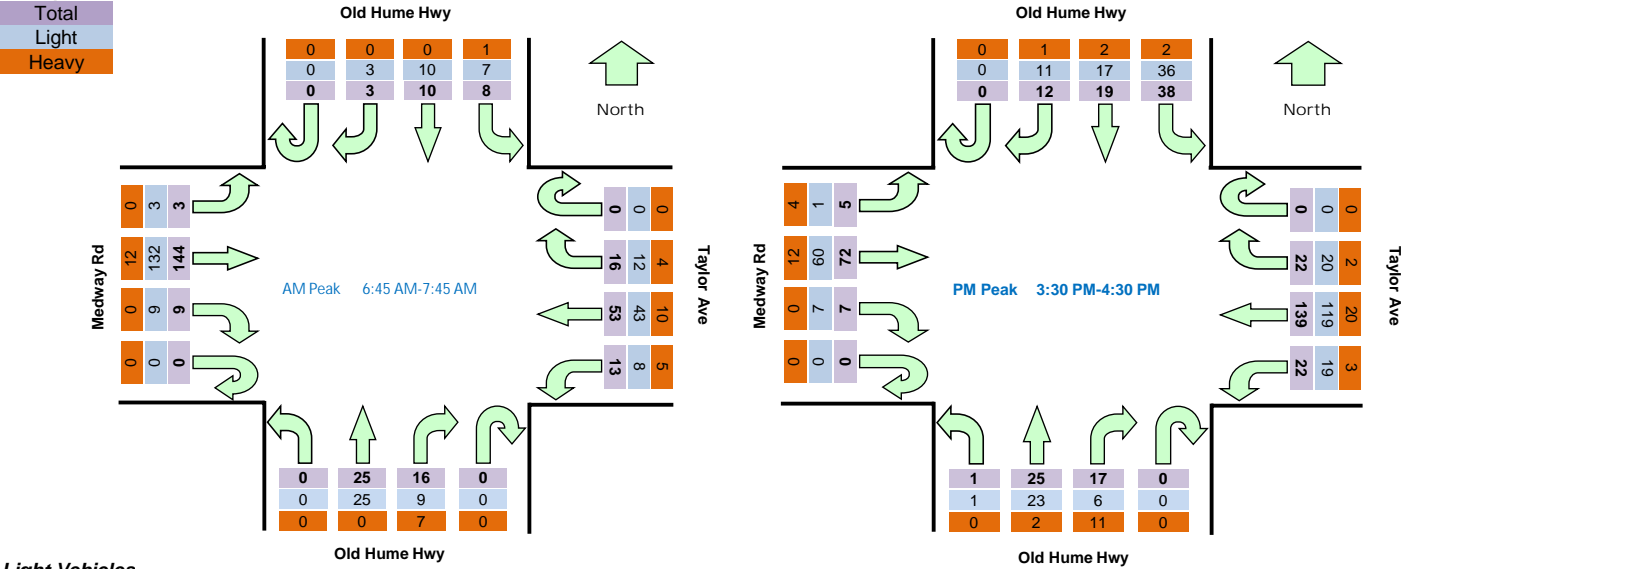 Total
Light
Heavy
Old Hume Hwy
0 0 0 1
0 3 10 7
0 3 10 8
North
Medway Rd
0 3 3
12 132 144
0 9 9
0 0 0
AM Peak 6:45 AM-7:45 AM
0 0 0
16 12 4
53 43 10
13 8 5
Taylor Ave
0 25 16 0
0 25 9 0
0 0 7 0
Old Hume Hwy
Old Hume Hwy
0 1 2 2
0 11 17 36
0 12 19 38
North
Medway Rd
4 1 5
12 60 72
0 7 7
0 0 0
PM Peak 3:30 PM-4:30 PM
0 0 0
22 20 2
139 119 20
22 19 3
Taylor Ave
1 25 17 0
1 23 6 0
0 2 11 0
Old Hume Hwy
Light Vehicles